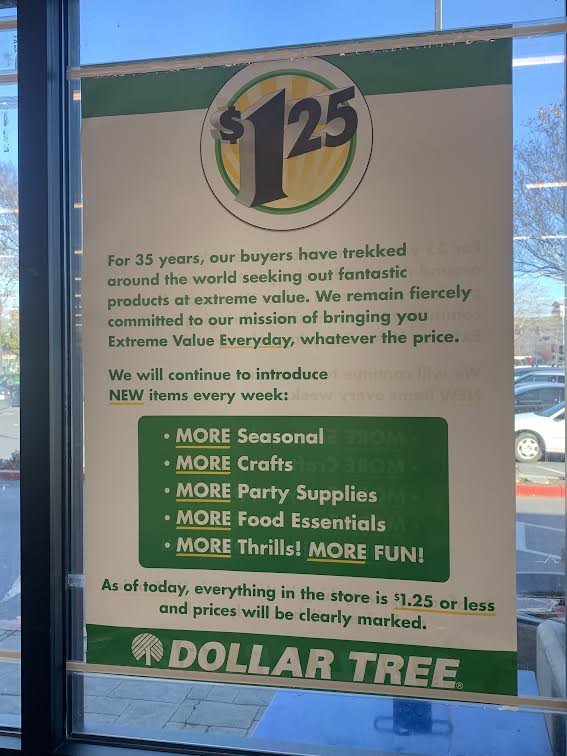 $1.25
For 35 years, our buyers have trekked
around the world seeking out fantastic
products at extreme value. We remain fiercely
committed to our mission of bringing you
Extreme Value Everyday, whatever the price.
We will continue to introduce
NEW items every week:
• MORE Seasonal
• MORE Crafts
• MORE Party Supplies
• MORE Food Essentials
• MORE Thrills! MORE FUN!
As of today, everything in the store is $1.25 or less
and prices will be clearly marked.
DOLLAR TREE®